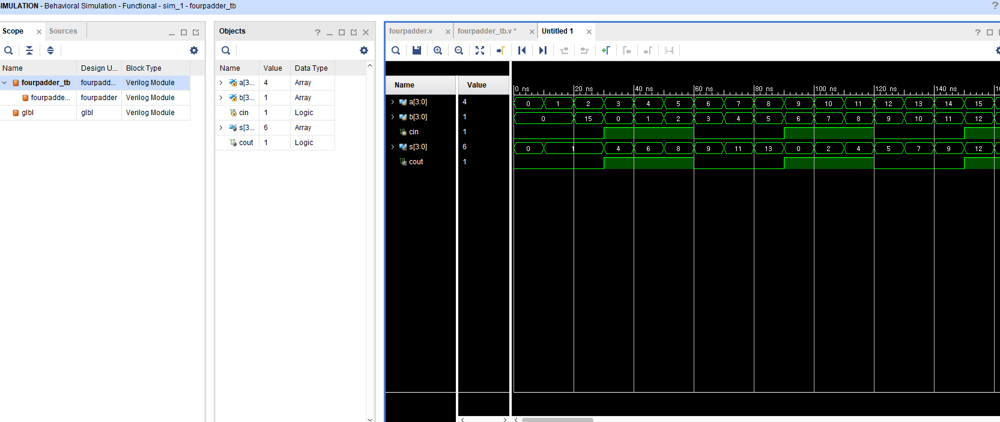 SIMULATION - Behavioral Simulation - Functional - sim_1 - fourpadder_tb
?
Scope
Sources
Name
Design U...
Block Type
fourpadder_tb
fourpadd...
Verilog Module
fourpadde...
fourpadder
Verilog Module
glbl
glbl
Verilog Module
Objects
?
Name
Value
Data Type
a[3...
4
Array
b[3...
1
Array
cin
1
Logic
s[3...
6
Array
cout
1
Logic
fourpadder.v
fourpadder_tb.v *
Untitled 1
?
Name
Value
a[3:0]
4
b[3:0]
1
cin
1
s[3:0]
6
cout
1
0 ns 20 ns 40 ns 60 ns 80 ns 100 ns 120 ns 140 ns
0 1 2 3 4 5 6 7 8 9 10 11 12 13 14 15
0 15 0 1 2 3 4 5 6 7 8 9 10 11 12
0 1 4 6 8 9 11 13 0 2 4 5 7 9 12